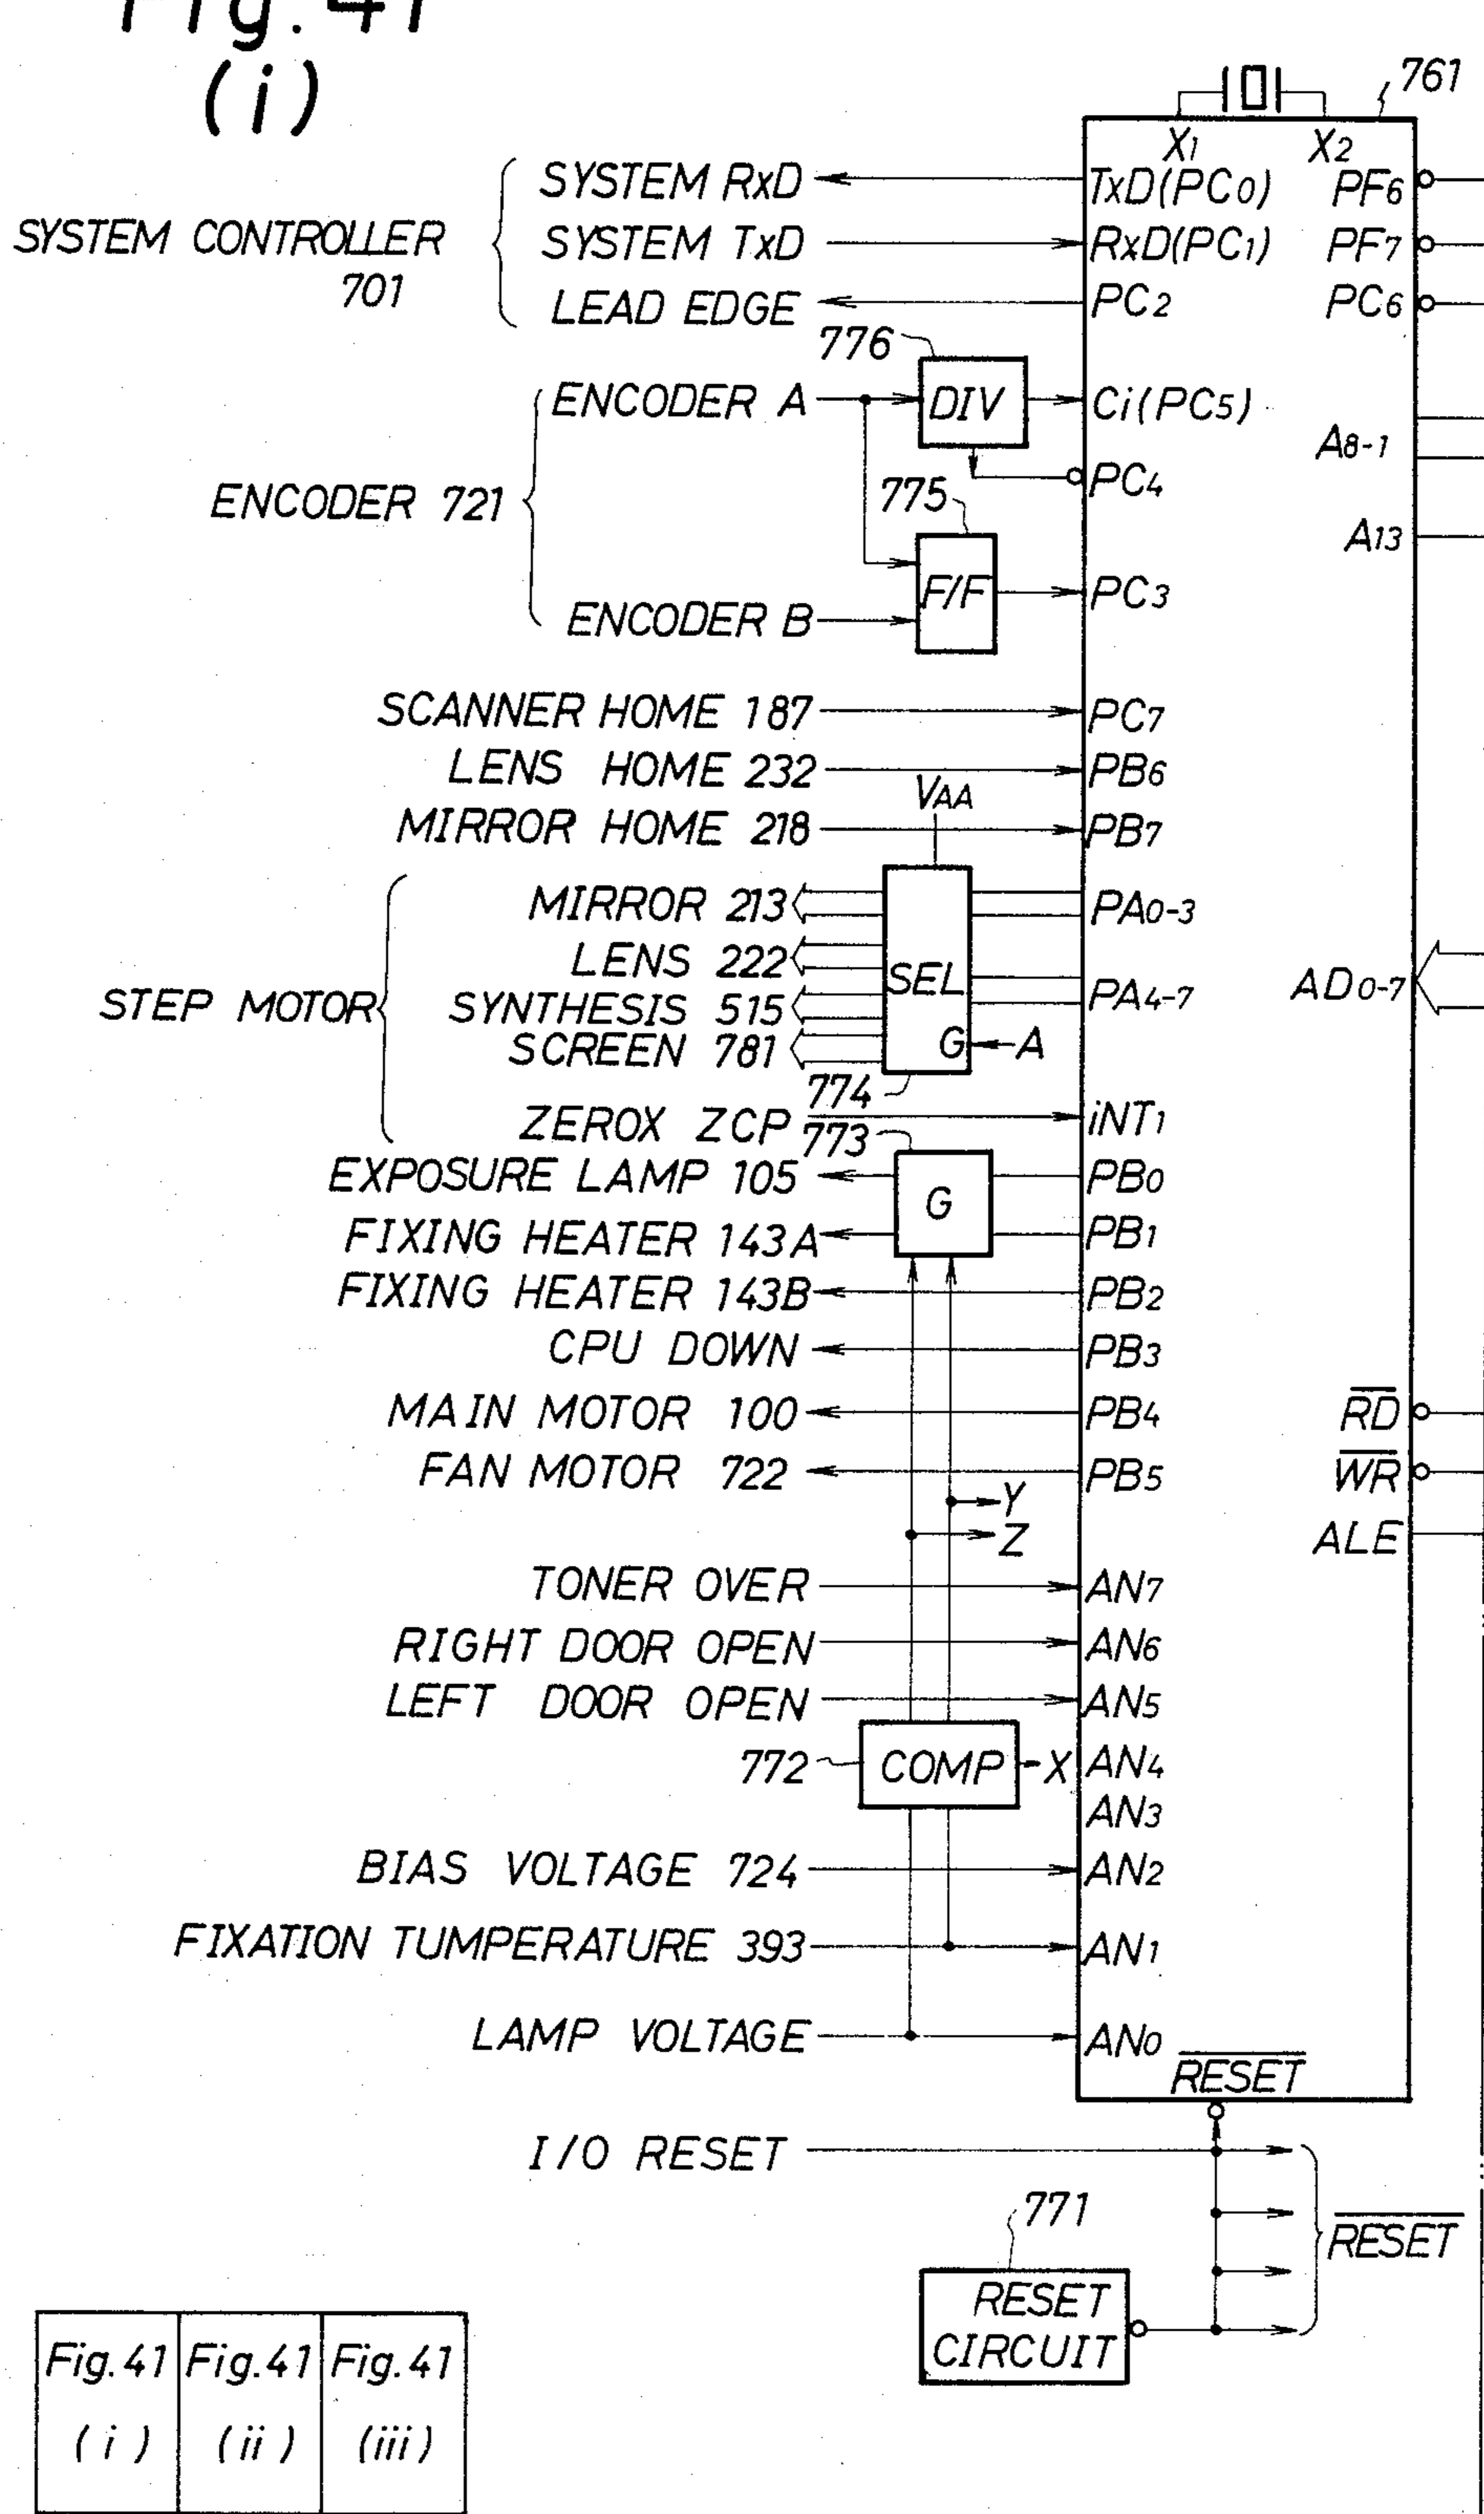 Fig. 41
(i)
761
X1 X2
SYSTEM CONTROLLER
701
SYSTEM RxD
TxD(PC0) PF6
SYSTEM TxD
RxD(PC1) PF7
LEAD EDGE
PC2 PC6
776
ENCODER 721
ENCODER A
DIV
Ci(PC5)
A8-1
PC4
775
A13
ENCODER B
F/F
PC3
SCANNER HOME 187
PC7
LENS HOME 232
PB6
VAA
MIRROR HOME 218
PB7
STEP MOTOR
MIRROR 213
PA0-3
LENS 222
SEL
SYNTHESIS 515
PA4-7
AD0-7
SCREEN 781
G A
774
ZEROX ZCP
iNT1
773
EXPOSURE LAMP 105
G
PB0
FIXING HEATER 143A
PB1
FIXING HEATER 143B
PB2
CPU DOWN
PB3
MAIN MOTOR 100
PB4 RD
FAN MOTOR 722
PB5 WR
Y
Z
ALE
TONER OVER
AN7
RIGHT DOOR OPEN
AN6
LEFT DOOR OPEN
AN5
772
COMP
X
AN4
AN3
BIAS VOLTAGE 724
AN2
FIXATION TUMPERATURE 393
AN1
LAMP VOLTAGE
AN0
RESET
I/O RESET
771
RESET
RESET
CIRCUIT
Fig. 41 Fig. 41 Fig. 41
(i) (ii) (iii)